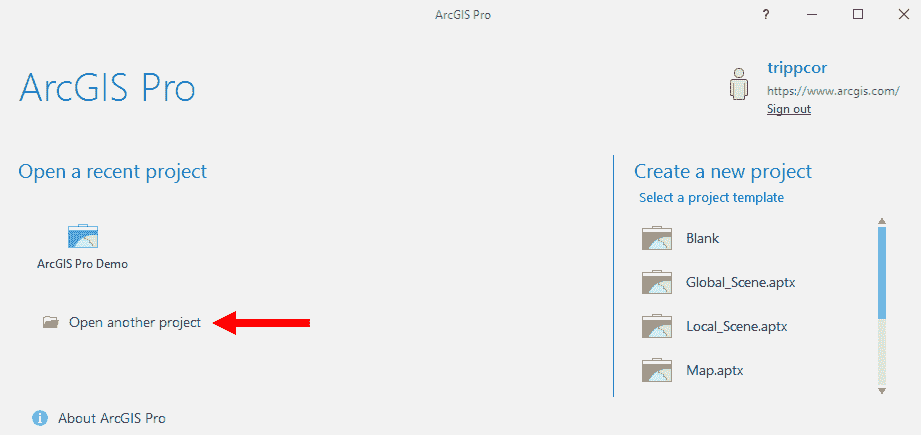 ArcGIS Pro
?
ArcGIS Pro
trippcor
https://www.arcgis.com/
Sign out
Open a recent project
ArcGIS Pro Demo
Open another project
About ArcGIS Pro
Create a new project
Select a project template
Blank
Global_Scene.aptx
Local_Scene.aptx
Map.aptx